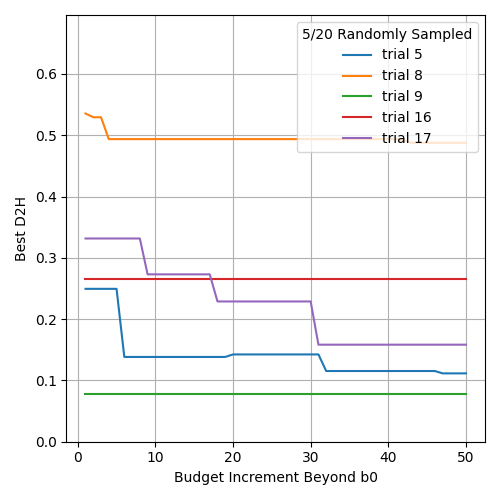 5/20 Randomly Sampled
trial 5
trial 8
trial 9
trial 16
trial 17
Best D2H
0.6
0.5
0.4
0.3
0.2
0.1
0.0
0 10 20 30 40 50
Budget Increment Beyond b0